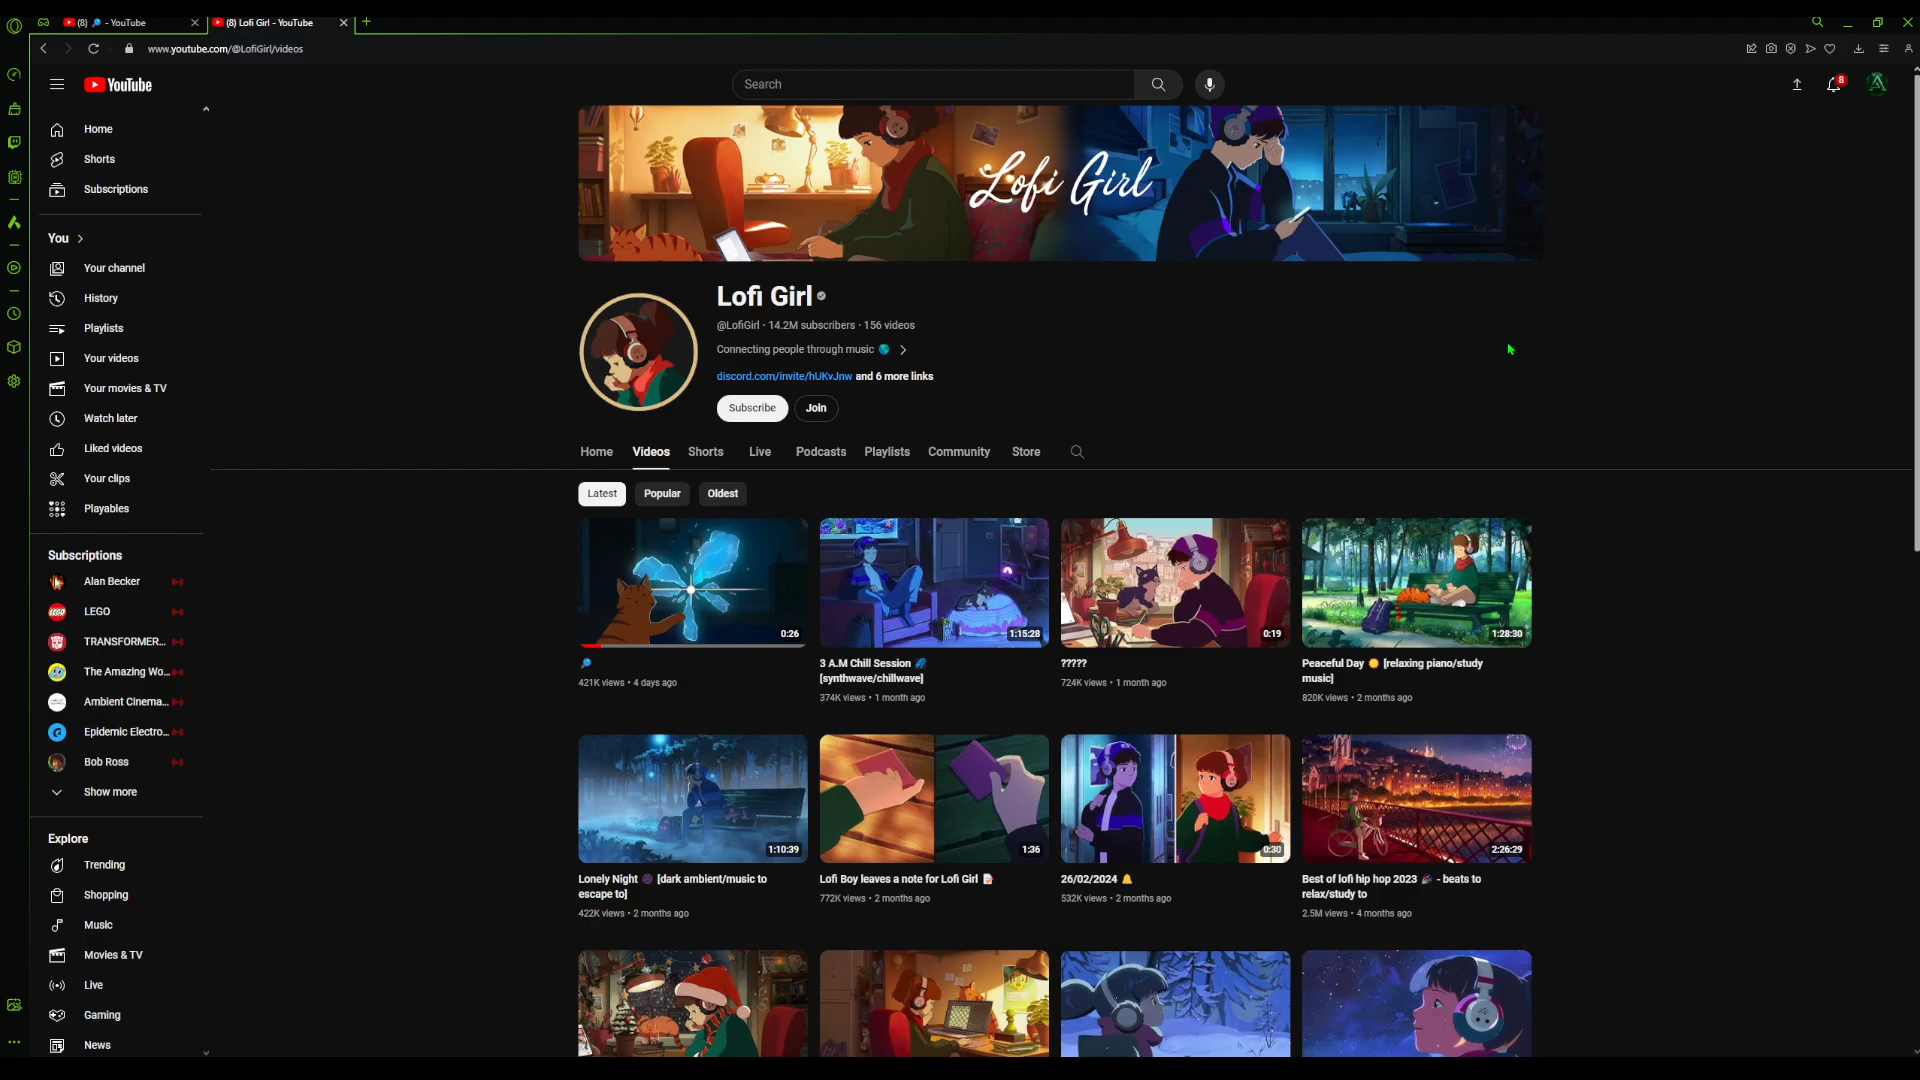 (8) 🔎 - YouTube
(8) Lofi Girl - YouTube
www.youtube.com/@LofiGirl/videos
YouTube
Search
8
Home
Shorts
Subscriptions
You
Your channel
History
Playlists
Your videos
Your movies & TV
Watch later
Liked videos
Your clips
Playables
Subscriptions
Alan Becker
LEGO
TRANSFORMER...
The Amazing Wo...
Ambient Cinema...
Epidemic Electro...
Bob Ross
Show more
Explore
Trending
Shopping
Music
Movies & TV
Live
Gaming
News
Lofi Girl
Lofi Girl
@LofiGirl · 14.2M subscribers · 156 videos
Connecting people through music 🌎
discord.com/invite/hUKvJnw and 6 more links
Subscribe
Join
Home Videos Shorts Live Podcasts Playlists Community Store
Latest Popular Oldest
0:26
🔎
421K views • 4 days ago
1:15:28
3 A.M Chill Session 🌌
[synthwave/chillwave]
374K views • 1 month ago
0:19
?????
724K views • 1 month ago
1:28:30
Peaceful Day ☀️ [relaxing piano/study
music]
820K views • 2 months ago
1:10:39
Lonely Night 🌑 [dark ambient/music to
escape to]
422K views • 2 months ago
1:36
Lofi Boy leaves a note for Lofi Girl 📝
772K views • 2 months ago
0:30
26/02/2024 🔔
532K views • 2 months ago
2:26:29
Best of lofi hip hop 2023 🎉 - beats to
relax/study to
2.5M views • 4 months ago